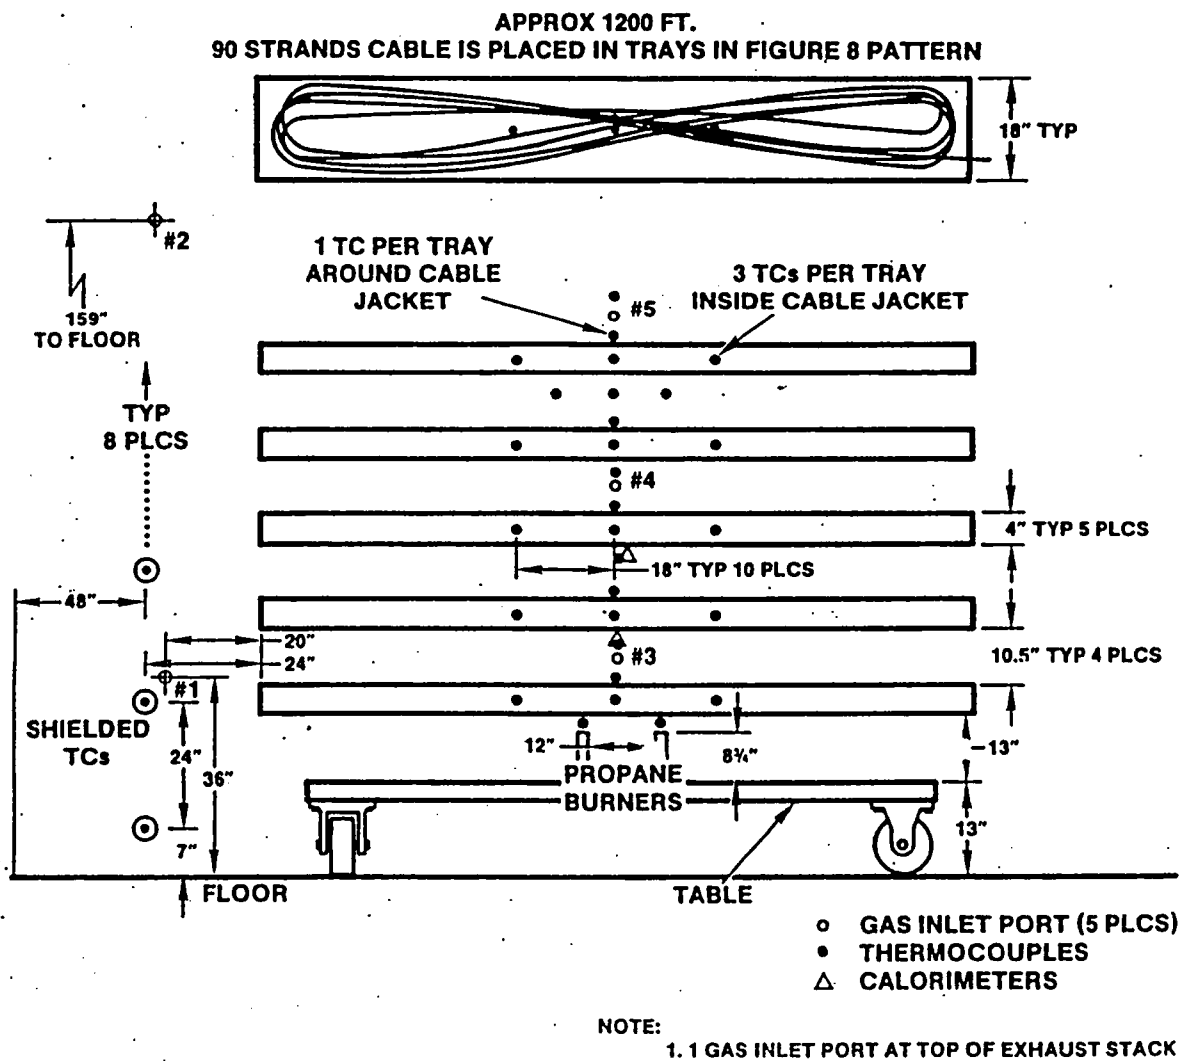 APPROX 1200 FT.
90 STRANDS CABLE IS PLACED IN TRAYS IN FIGURE 8 PATTERN
18" TYP
#2
159"
TO FLOOR
1 TC PER TRAY
AROUND CABLE
JACKET
3 TCs PER TRAY
INSIDE CABLE JACKET
#5
TYP
8 PLCS
#4
4" TYP 5 PLCS
18" TYP 10 PLCS
48"
20"
24"
#3
10.5" TYP 4 PLCS
#1
SHIELDED
TCs
24"
36"
7"
12"
8¾"
13"
PROPANE
BURNERS
13"
FLOOR
TABLE
GAS INLET PORT (5 PLCS)
THERMOCOUPLES
CALORIMETERS
NOTE:
1. 1 GAS INLET PORT AT TOP OF EXHAUST STACK